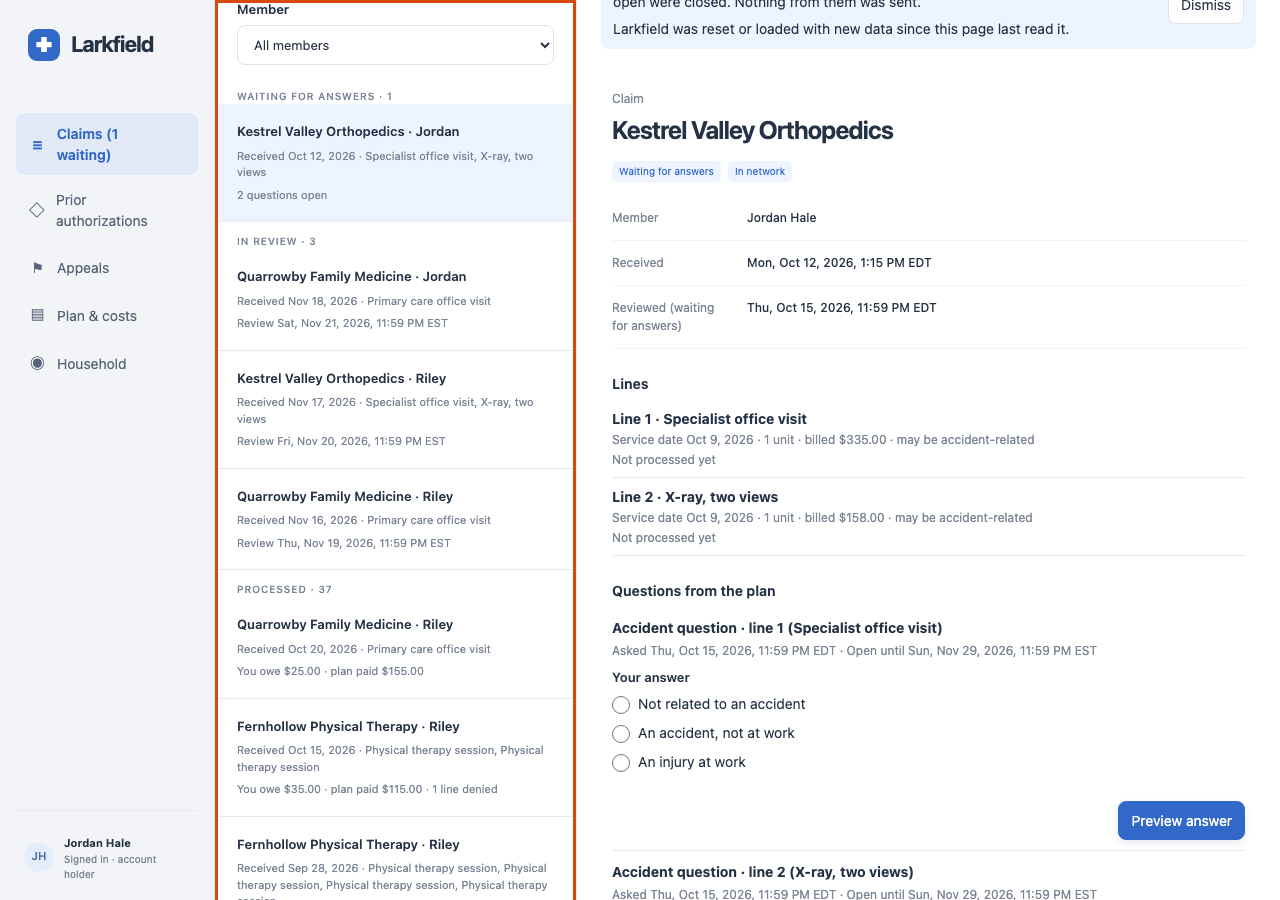 Larkfield
Claims (1
waiting)
Prior
authorizations
Appeals
Plan & costs
Household
JH
Jordan Hale
Signed in · account
holder
Member
All members
WAITING FOR ANSWERS · 1
Kestrel Valley Orthopedics · Jordan
Received Oct 12, 2026 · Specialist office visit, X-ray, two
views
2 questions open
IN REVIEW · 3
Quarrowby Family Medicine · Jordan
Received Nov 18, 2026 · Primary care office visit
Review Sat, Nov 21, 2026, 11:59 PM EST
Kestrel Valley Orthopedics · Riley
Received Nov 17, 2026 · Specialist office visit, X-ray, two
views
Review Fri, Nov 20, 2026, 11:59 PM EST
Quarrowby Family Medicine · Riley
Received Nov 16, 2026 · Primary care office visit
Review Thu, Nov 19, 2026, 11:59 PM EST
PROCESSED · 37
Quarrowby Family Medicine · Riley
Received Oct 20, 2026 · Primary care office visit
You owe $25.00 · plan paid $155.00
Fernhollow Physical Therapy · Riley
Received Oct 15, 2026 · Physical therapy session, Physical
therapy session
You owe $35.00 · plan paid $115.00 · 1 line denied
Fernhollow Physical Therapy · Riley
Received Sep 28, 2026 · Physical therapy session, Physical
therapy session, Physical therapy session, Physical therapy
open were closed. Nothing from them was sent.
Larkfield was reset or loaded with new data since this page last read it.
Dismiss
Claim
Kestrel Valley Orthopedics
Waiting for answers
In network
Member
Jordan Hale
Received
Mon, Oct 12, 2026, 1:15 PM EDT
Reviewed (waiting
for answers)
Thu, Oct 15, 2026, 11:59 PM EDT
Lines
Line 1 · Specialist office visit
Service date Oct 9, 2026 · 1 unit · billed $335.00 · may be accident-related
Not processed yet
Line 2 · X-ray, two views
Service date Oct 9, 2026 · 1 unit · billed $158.00 · may be accident-related
Not processed yet
Questions from the plan
Accident question · line 1 (Specialist office visit)
Asked Thu, Oct 15, 2026, 11:59 PM EDT · Open until Sun, Nov 29, 2026, 11:59 PM EST
Your answer
Not related to an accident
An accident, not at work
An injury at work
Preview answer
Accident question · line 2 (X-ray, two views)
Asked Thu, Oct 15, 2026, 11:59 PM EDT · Open until Sun, Nov 29, 2026, 11:59 PM EST